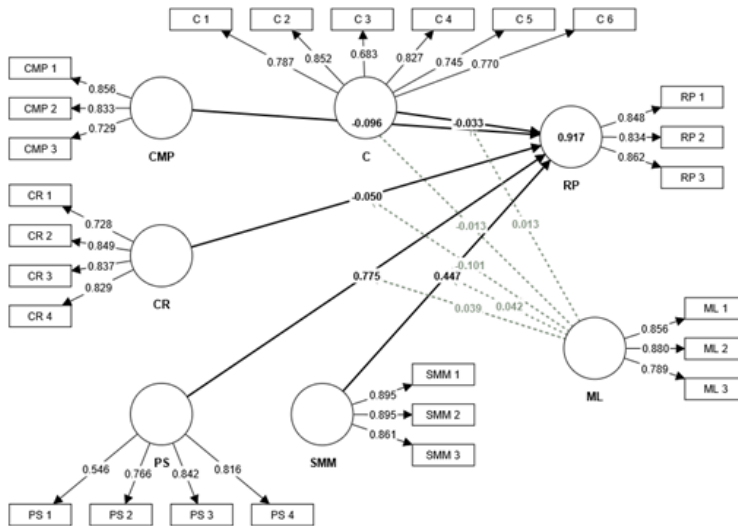 C 1 C 2 C 3 C 4 C 5 C 6
0.787 0.852 0.683 0.827 0.745 0.770
CMP 1
CMP 2
CMP 3
0.856
0.833
0.729
CMP
C
-0.096
-0.033
0.917
RP
0.848
0.834
0.862
RP 1
RP 2
RP 3
CR 1
CR 2
CR 3
CR 4
0.728
0.849
0.837
0.829
CR
-0.050
-0.013
0.013
-0.101
0.775
0.447
0.039
0.042
ML
0.856
0.880
0.789
ML 1
ML 2
ML 3
PS
0.546 0.766 0.842 0.816
PS 1 PS 2 PS 3 PS 4
SMM
0.895
0.895
0.861
SMM 1
SMM 2
SMM 3